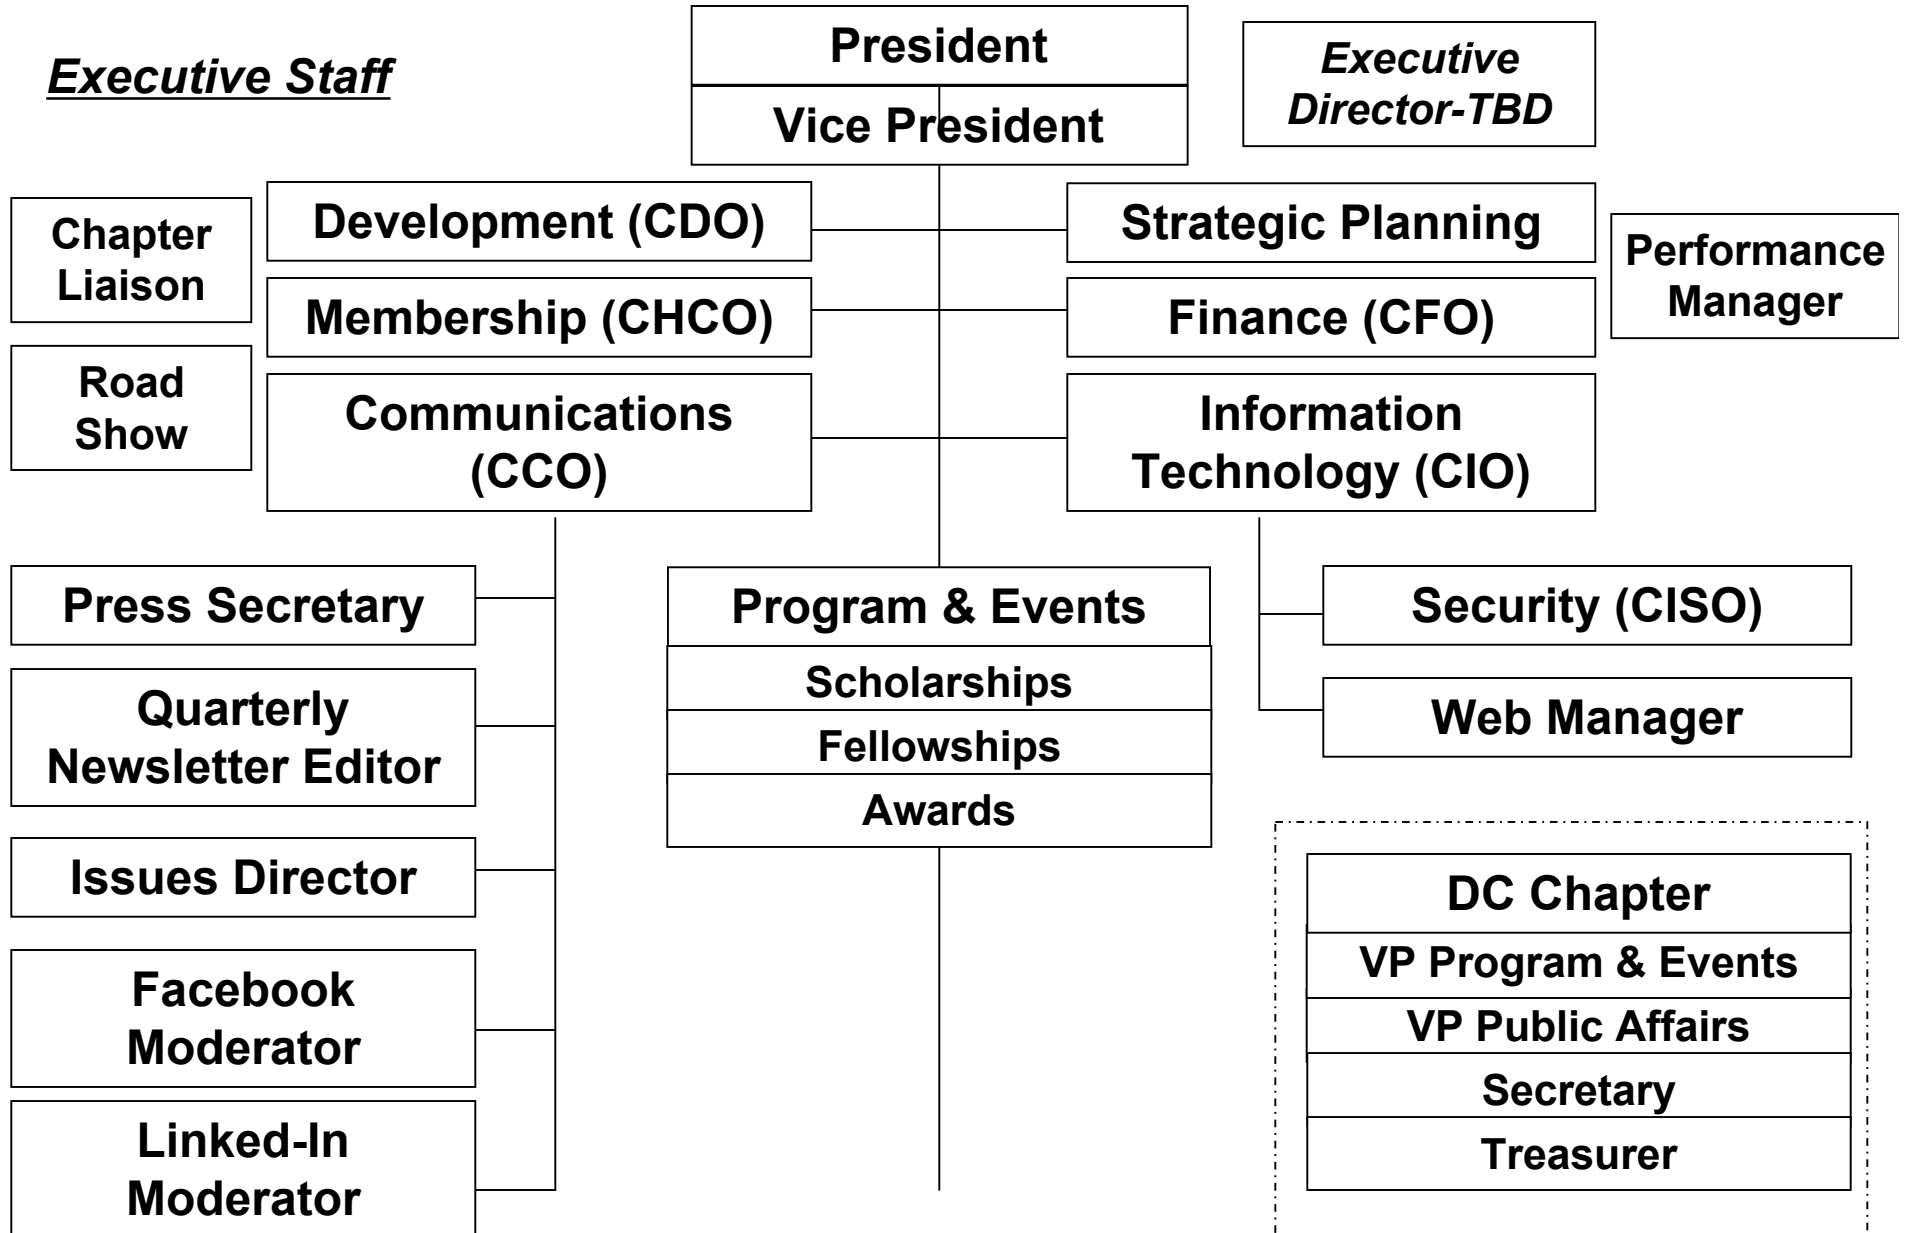 Executive Staff
President
Vice President
Executive
Director-TBD
Chapter
Liaison
Road
Show
Development (CDO)
Membership (CHCO)
Communications
(CCO)
Strategic Planning
Finance (CFO)
Information
Technology (CIO)
Performance
Manager
Press Secretary
Quarterly
Newsletter Editor
Issues Director
Facebook
Moderator
Linked-In
Moderator
Program & Events
Scholarships
Fellowships
Awards
Security (CISO)
Web Manager
DC Chapter
VP Program & Events
VP Public Affairs
Secretary
Treasurer